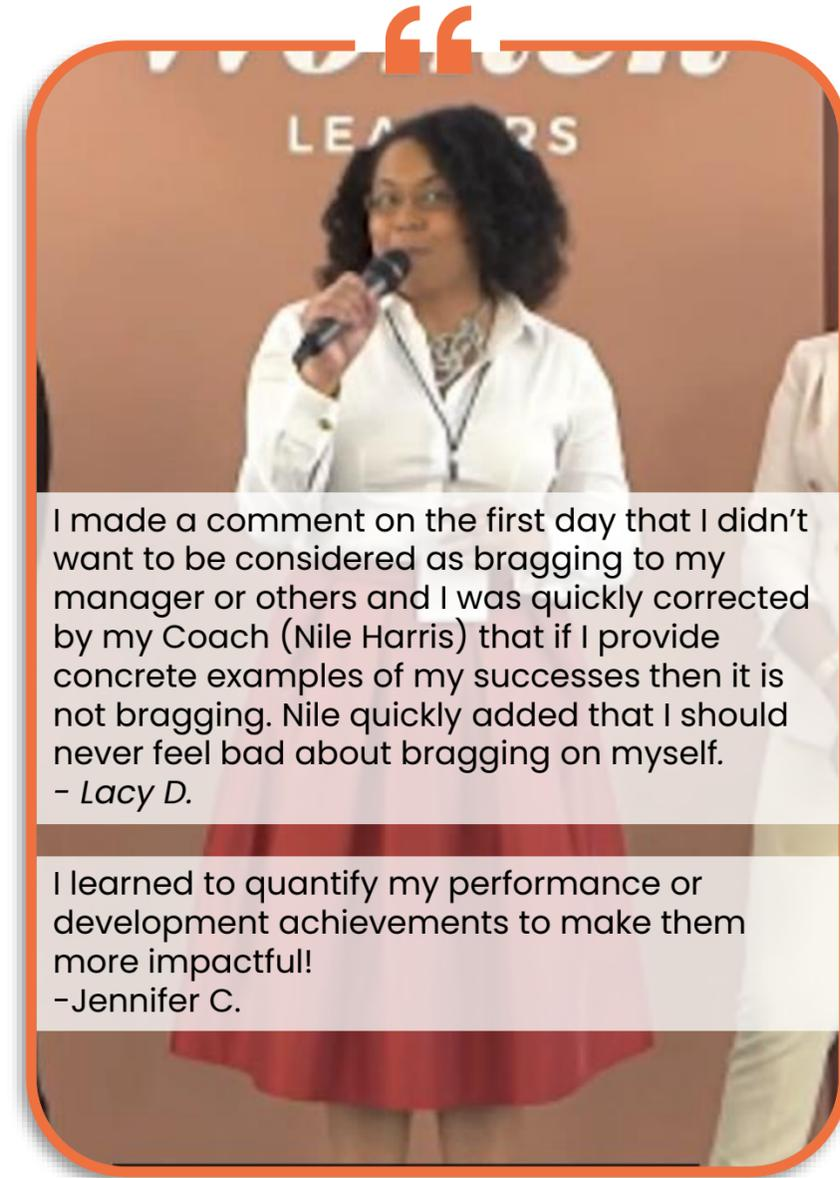 “
I made a comment on the first day that I didn’t
want to be considered as bragging to my
manager or others and I was quickly corrected
by my Coach (Nile Harris) that if I provide
concrete examples of my successes then it is
not bragging. Nile quickly added that I should
never feel bad about bragging on myself.
- Lacy D.
I learned to quantify my performance or
development achievements to make them
more impactful!
-Jennifer C.